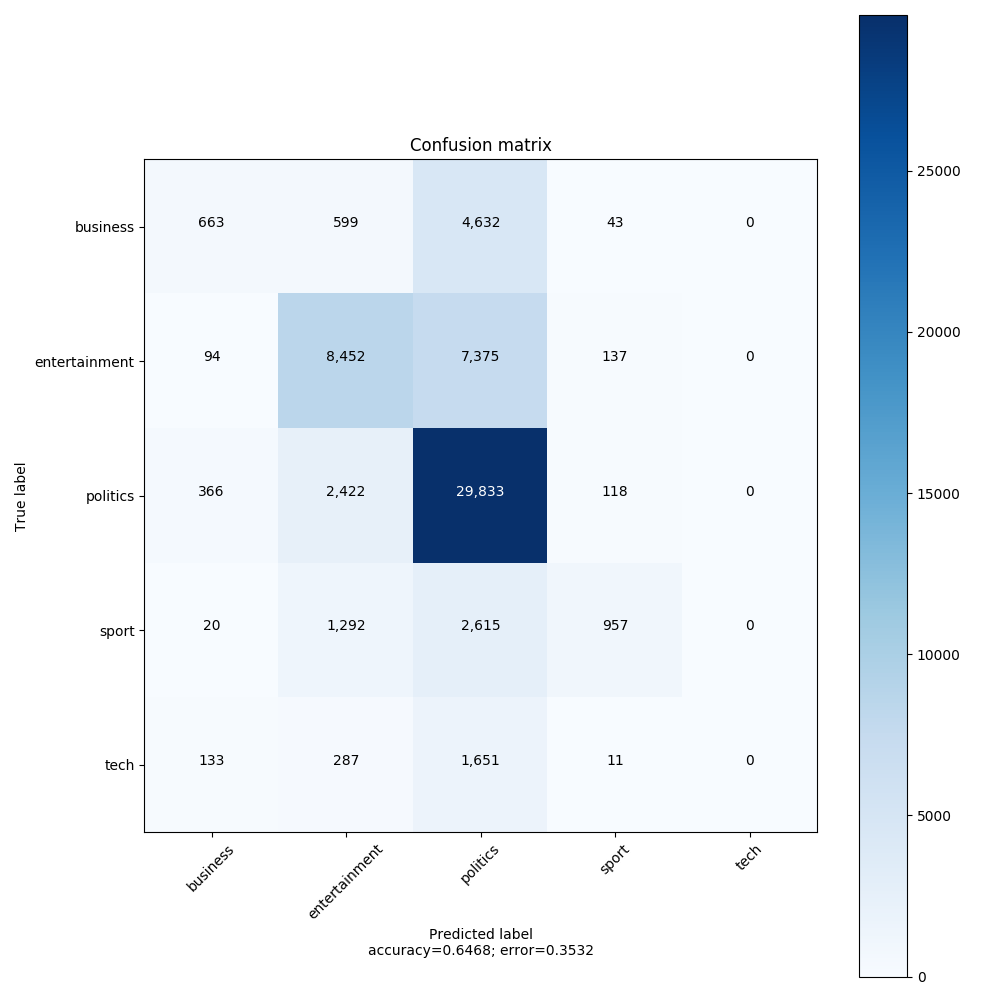 Confusion matrix
True label
business 663 599 4,632 43 0
entertainment 94 8,452 7,375 137 0
politics 366 2,422 29,833 118 0
sport 20 1,292 2,615 957 0
tech 133 287 1,651 11 0
business entertainment politics sport tech
Predicted label
accuracy=0.6468; error=0.3532
25000
20000
15000
10000
5000
0